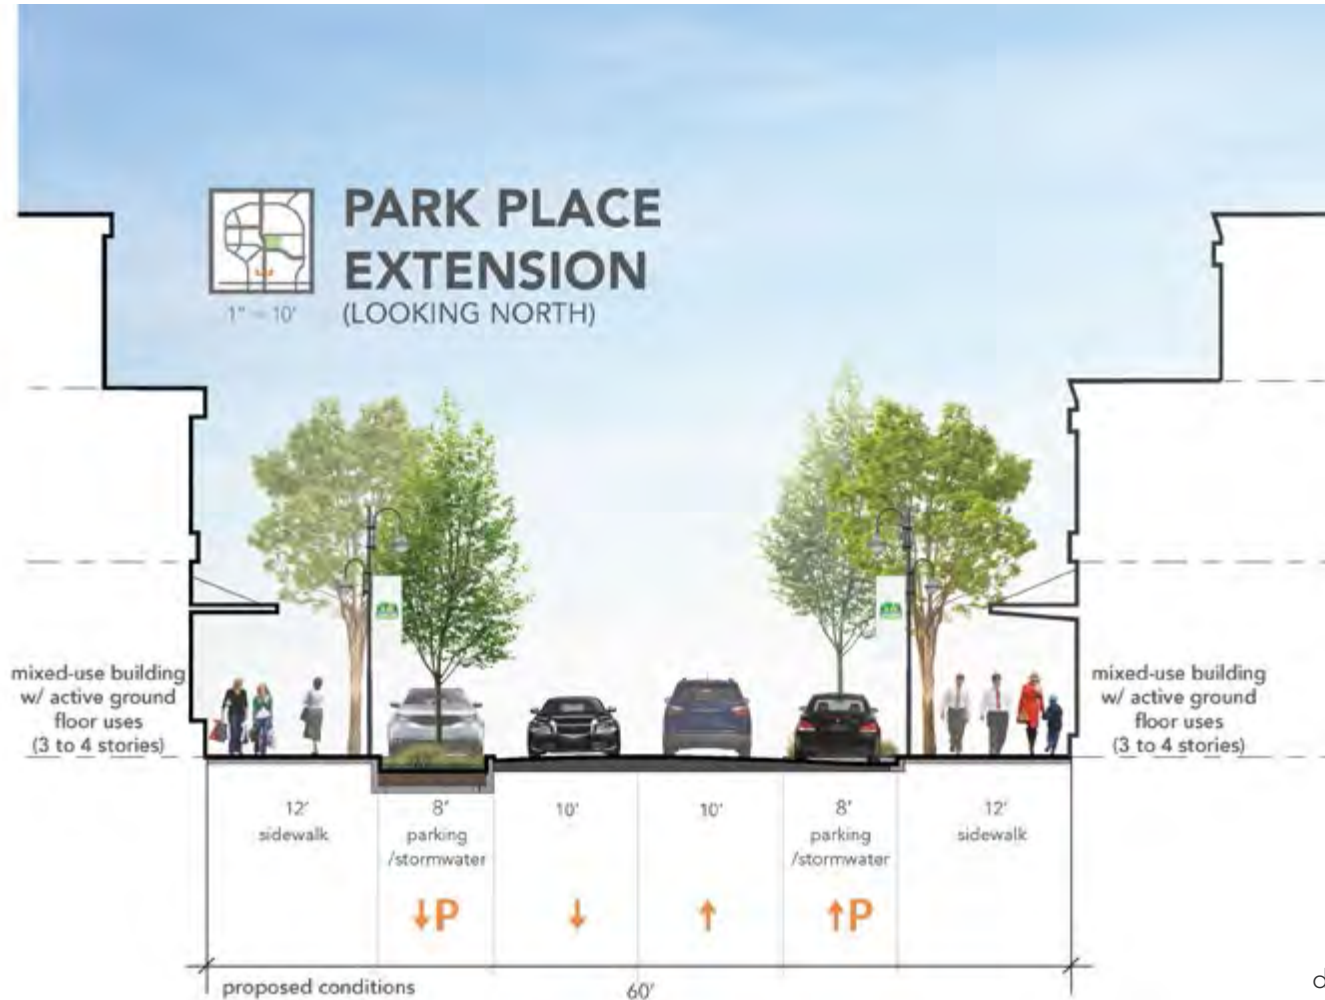 PARK PLACE
EXTENSION
(LOOKING NORTH)
1" = 10'
mixed-use building
w/ active ground
floor uses
(3 to 4 stories)
mixed-use building
w/ active ground
floor uses
(3 to 4 stories)
12'
sidewalk
8'
parking
/stormwater
10'
10'
8'
parking
/stormwater
12'
sidewalk
P
P
proposed conditions
60'
d